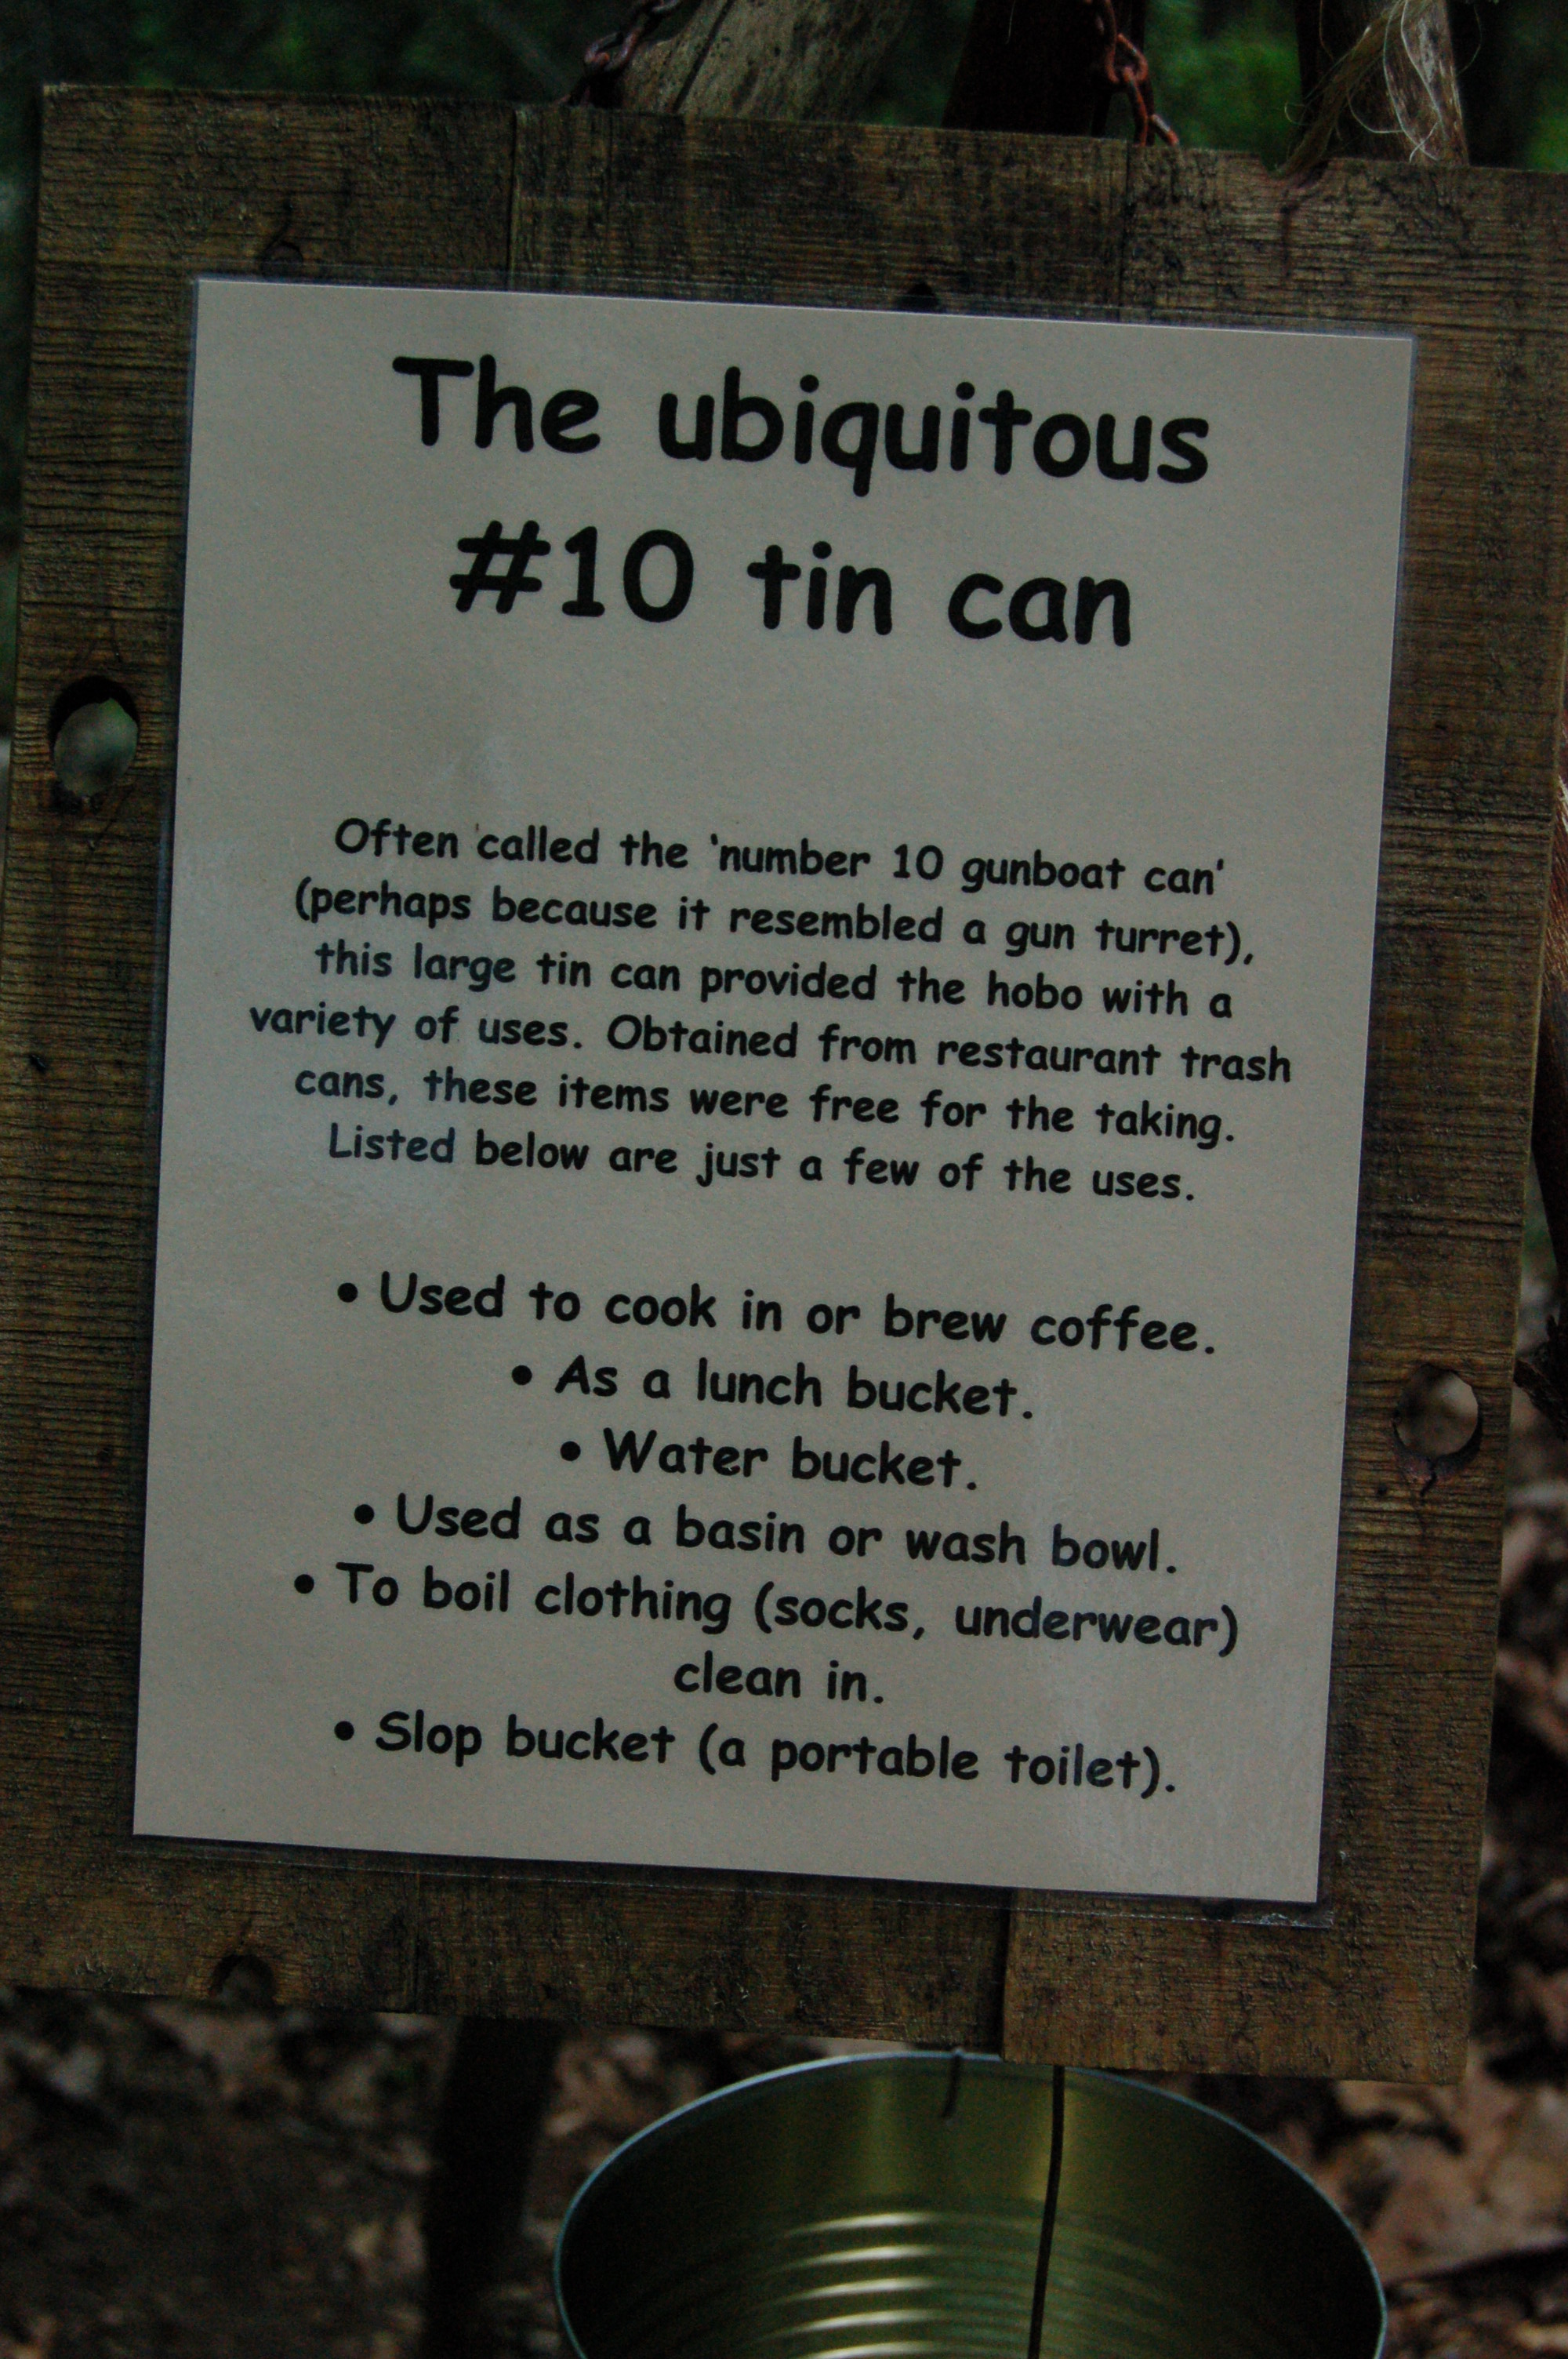 The ubiquitous
#10 tin can
Often called the 'number 10 gunboat can'
(perhaps because it resembled a gun turret),
this large tin can provided the hobo with a
variety of uses. Obtained from restaurant trash
cans, these items were free for the taking.
Listed below are just a few of the uses.
• Used to cook in or brew coffee.
• As a lunch bucket.
• Water bucket.
• Used as a basin or wash bowl.
• To boil clothing (socks, underwear)
clean in.
• Slop bucket (a portable toilet).